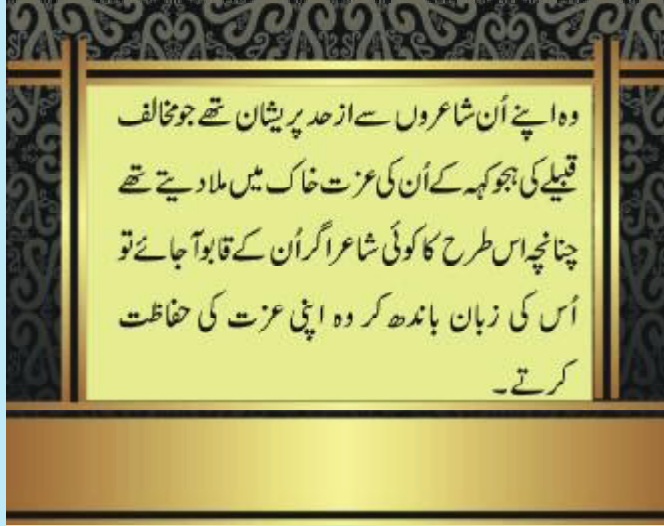 وہ اپنے اُن شاعروں سے ازحد پریشان تھے جو مخالف
قبیلے کی ہجو کہہ کے اُن کی عزت خاک میں ملا دیتے تھے
چنانچہ اس طرح کا کوئی شاعر اگر اُن کے قابو آ جائے تو
اُس کی زبان باندھ کر وہ اپنی عزت کی حفاظت
کرتے۔